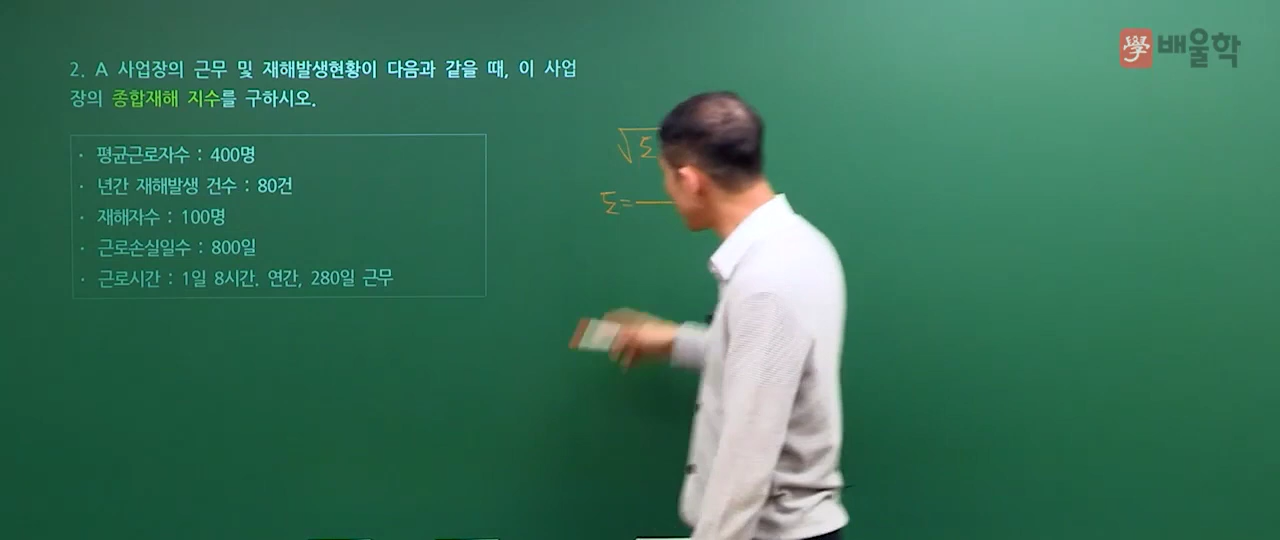 學 배울학
2. A 사업장의 근무 및 재해발생현황이 다음과 같을 때, 이 사업
장의 종합재해 지수를 구하시오.
· 평균근로자수 : 400명
· 년간 재해발생 건수 : 80건
· 재해자수 : 100명
· 근로손실일수 : 800일
· 근로시간 : 1일 8시간. 연간, 280일 근무